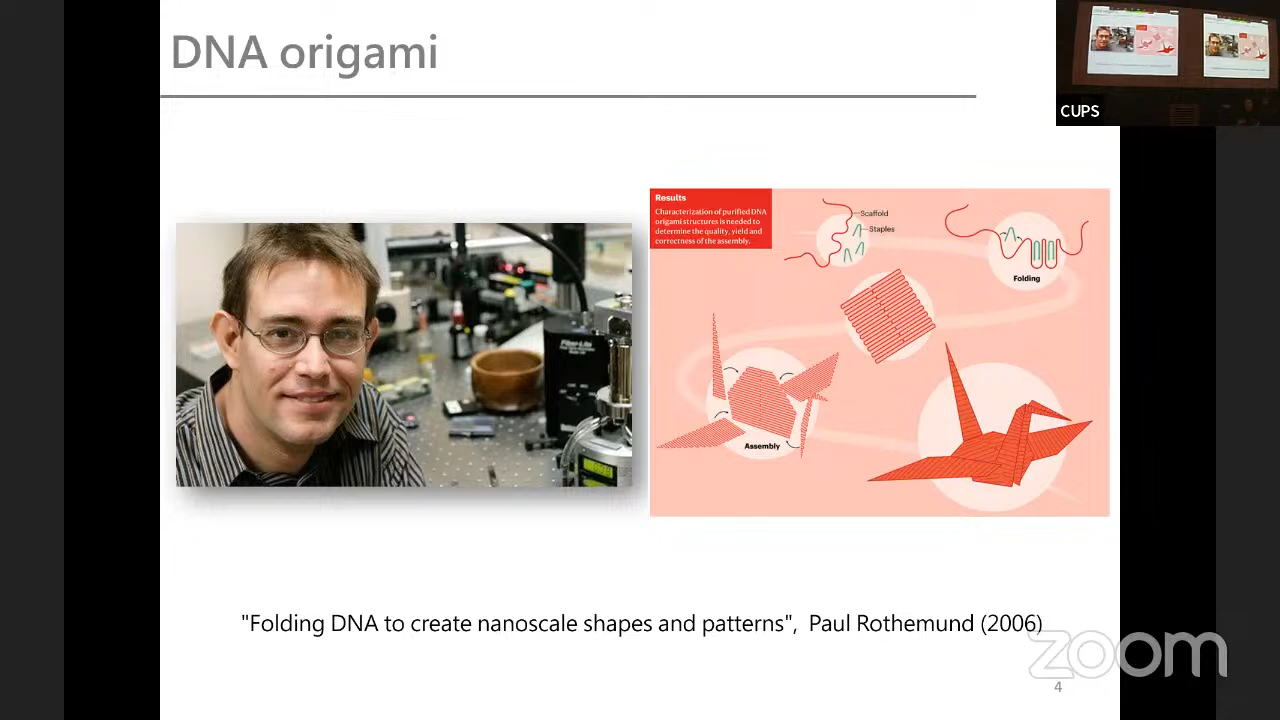 DNA origami
CUPS
Results
Characterization of purified DNA
origami structures is needed to
determine the quality, yield and
correctness of the assembly.
Scaffold
Staples
Folding
Assembly
"Folding DNA to create nanoscale shapes and patterns", Paul Rothemund (2006)
zoom
4